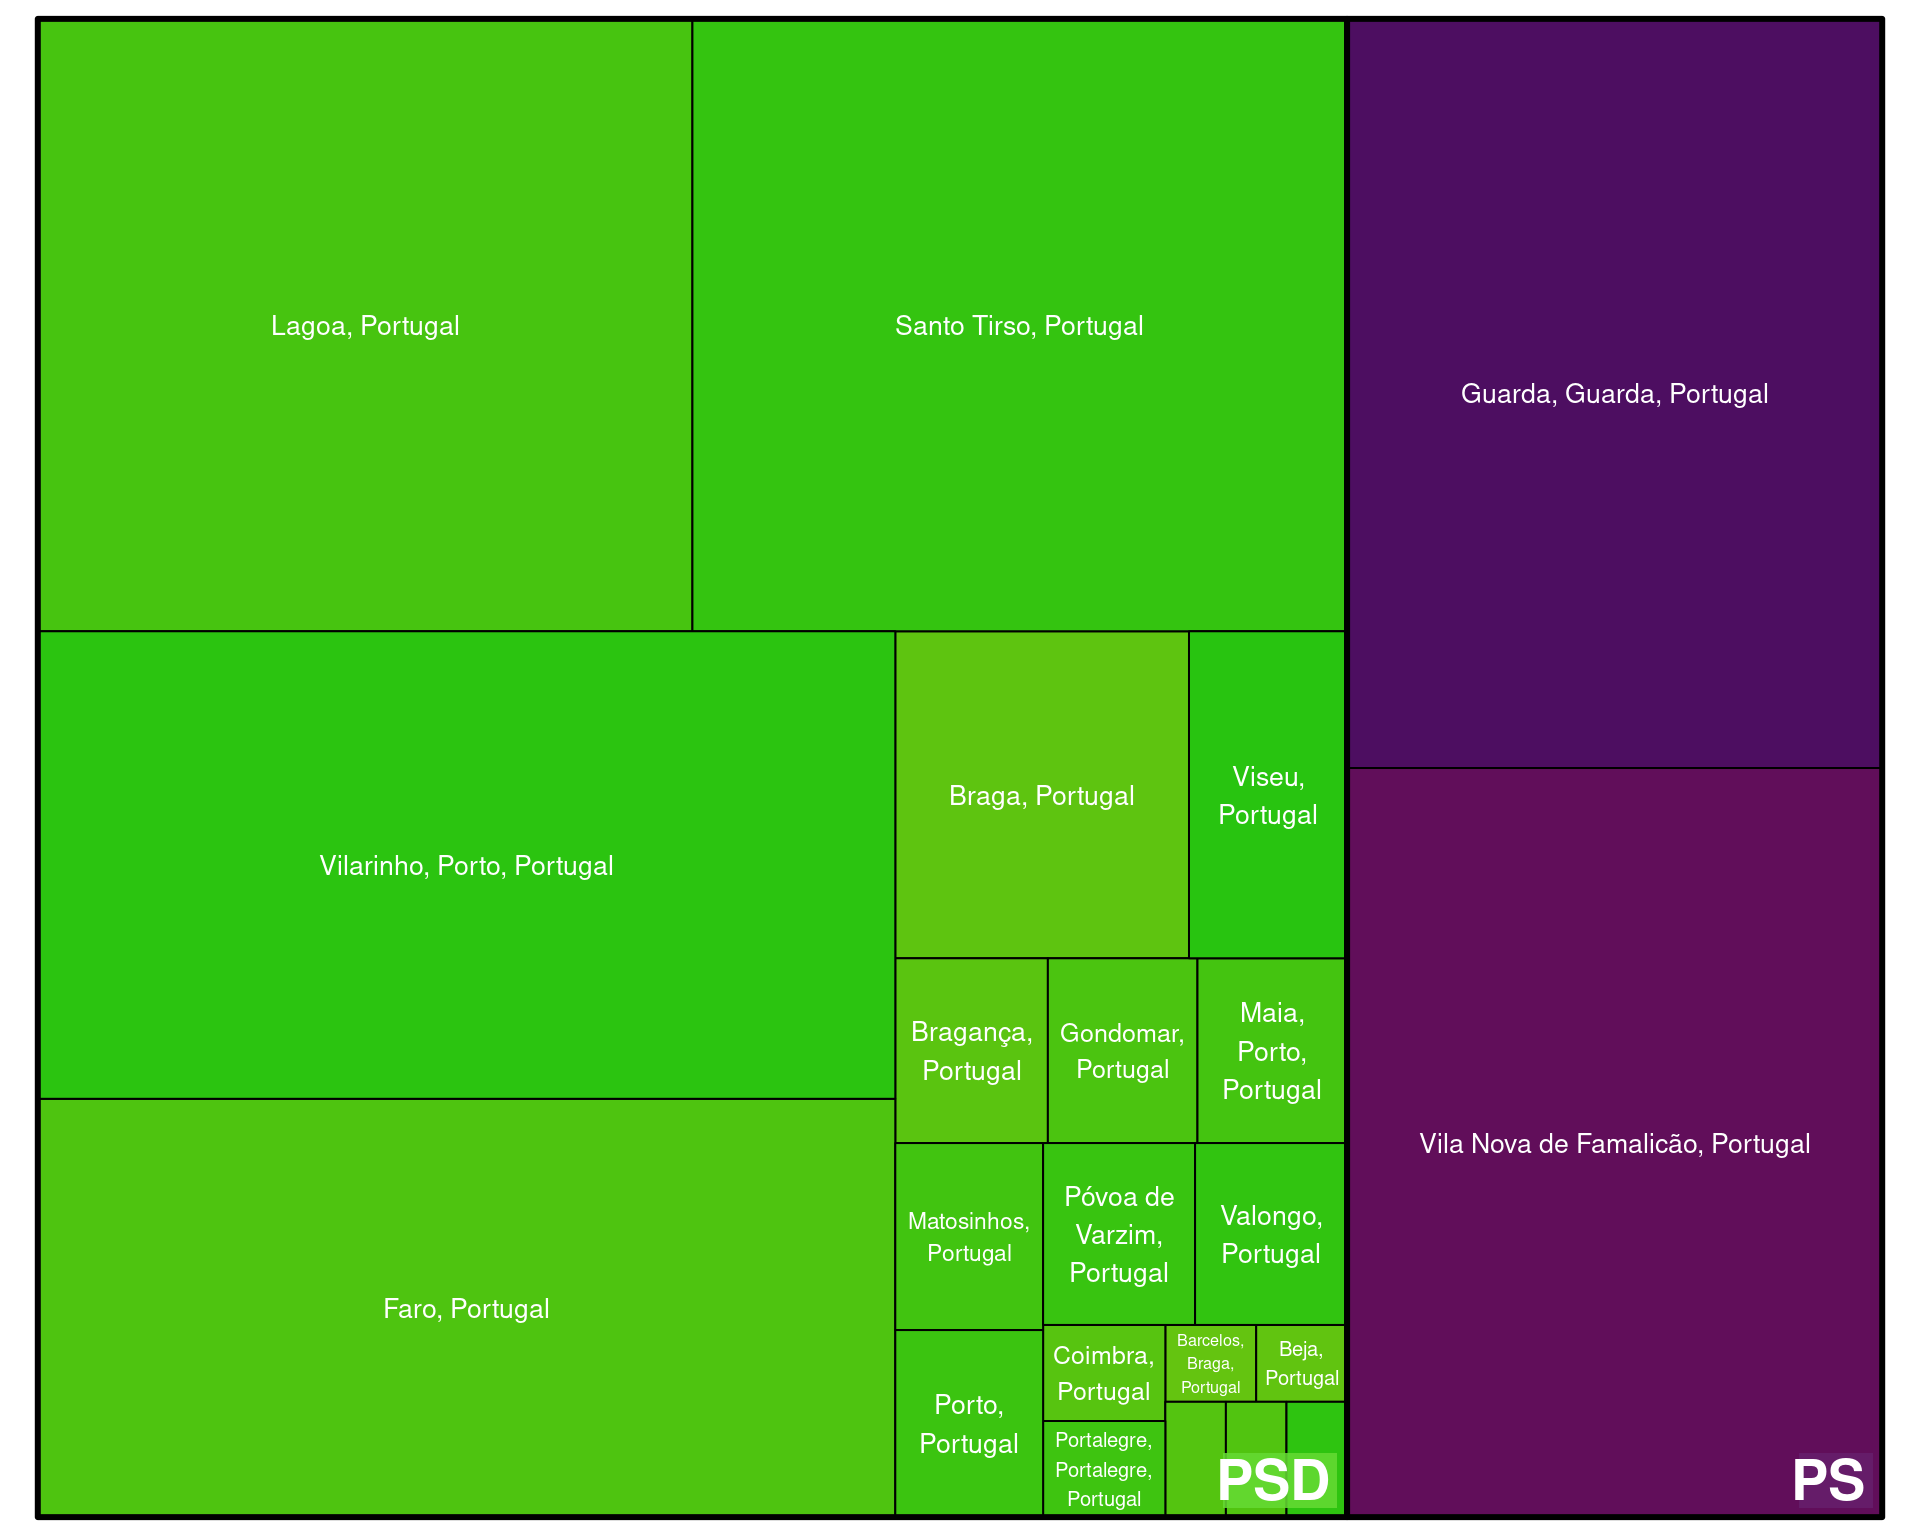 Lagoa, Portugal
Santo Tirso, Portugal
Guarda, Guarda, Portugal
Vilarinho, Porto, Portugal
Braga, Portugal
Viseu,
Portugal
Bragança,
Portugal
Gondomar,
Portugal
Maia,
Porto,
Portugal
Vila Nova de Famalicão, Portugal
Faro, Portugal
Matosinhos,
Portugal
Póvoa de
Varzim,
Portugal
Valongo,
Portugal
Porto,
Portugal
Coimbra,
Portugal
Barcelos,
Braga,
Portugal
Beja,
Portugal
Portalegre,
Portalegre,
Portugal
PSD
PS